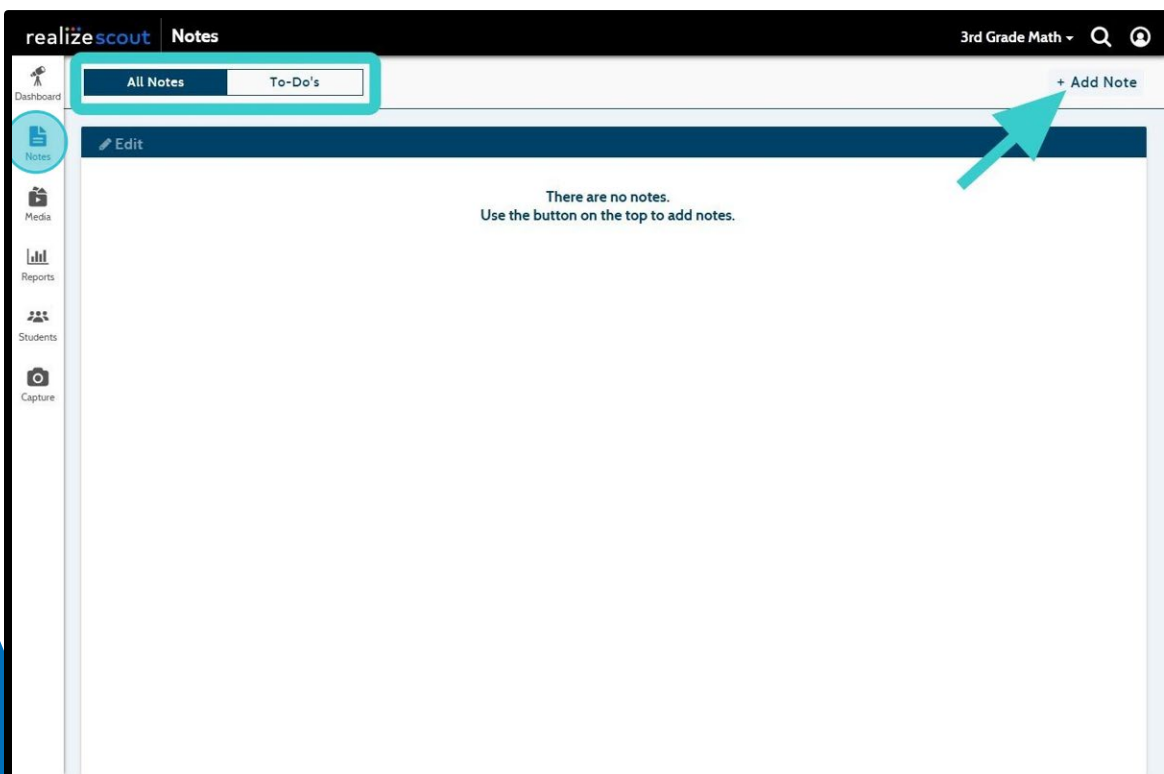 realizescout Notes 3rd Grade Math
Dashboard
All Notes To-Do's + Add Note
Notes
Edit
There are no notes.
Use the button on the top to add notes.
Media
Reports
Students
Capture